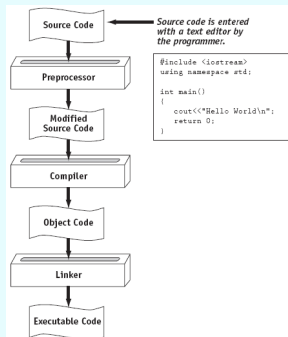 Source Code
Source code is entered
with a text editor by
the programmer.
#include <iostream>
using namespace std;
int main()
{
cout<<"Hello World\n";
return 0;
}
Preprocessor
Modified
Source Code
Compiler
Object Code
Linker
Executable Code